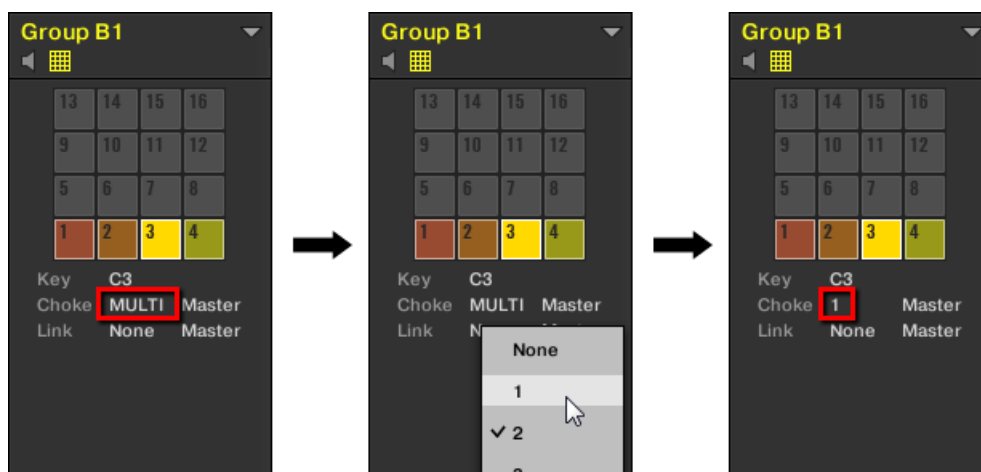 Group B1
13 14 15 16
9 10 11 12
5 6 7 8
1 2 3 4
Key C3
Choke MULTI Master
Link None Master
Group B1
13 14 15 16
9 10 11 12
5 6 7 8
1 2 3 4
Key C3
Choke MULTI Master
Link
None
1
2
Group B1
13 14 15 16
9 10 11 12
5 6 7 8
1 2 3 4
Key C3
Choke 1 Master
Link None Master